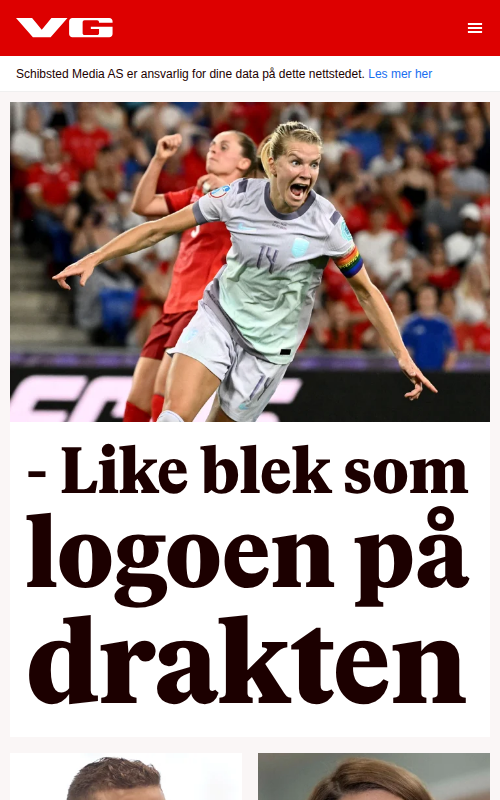 VG
Schibsted Media AS er ansvarlig for dine data på dette nettstedet. Les mer her
14
- Like blek som
logoen på
drakten